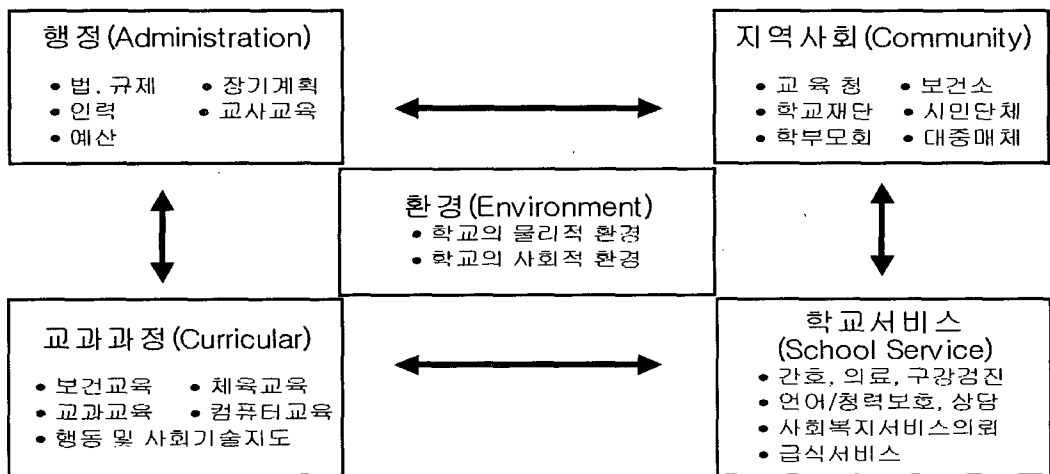 행정(Administration)
• 법, 규제 • 장기계획
• 인력 • 교사교육
• 예산
지역사회(Community)
• 교육청 • 보건소
• 학교재단 • 시민단체
• 학부모회 • 대중매체
환경(Environment)
• 학교의 물리적 환경
• 학교의 사회적 환경
교과과정(Curricular)
• 보건교육 • 체육교육
• 교과교육 • 컴퓨터교육
• 행동 및 사회기술지도
학교서비스
(School Service)
• 간호, 의료, 구강검진
• 언어/청력보호, 상담
• 사회복지서비스의뢰
• 급식서비스